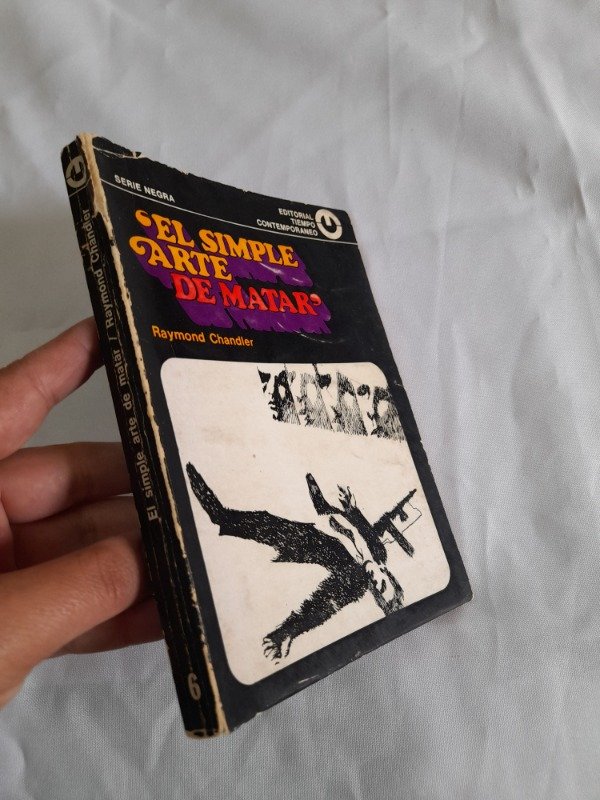 SERIE NEGRA
EDITORIAL
TIEMPO
CONTEMPORANEO
'EL SIMPLE
ARTE
DE MATAR'
Raymond Chandler
El simple arte de matar / Raymond Chandler
6